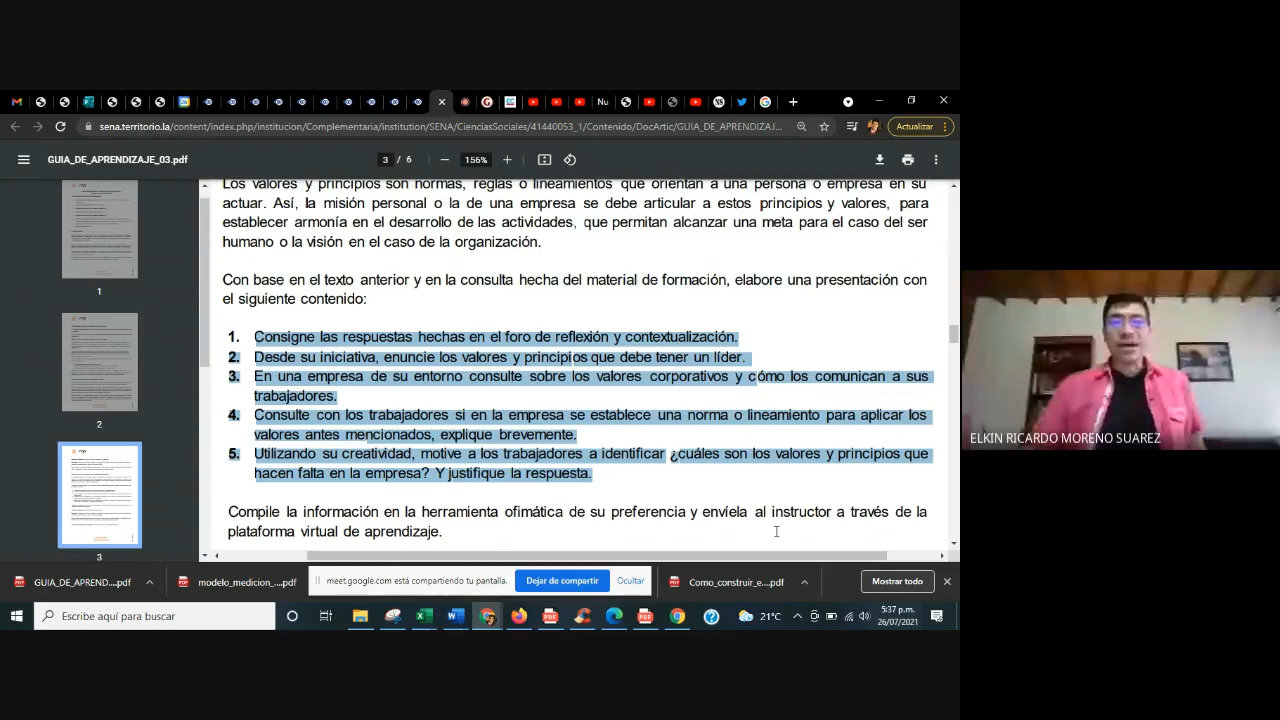 Actualizar
sena.territorio.la/content/index.php/institucion/Complementaria/institution/SENA/CienciasSociales/41440053_1/Contenido/DocArtic/GUIA_DE_APRENDIZAJ...
GUIA_DE_APRENDIZAJE_03.pdf
3 / 6
156%
Los valores y principios son normas, reglas o lineamientos que orientan a una personal o empresa en su
actuar. Así, la misión personal o la de una empresa se debe articular a estos principios y valores, para
establecer armonía en el desarrollo de las actividades, que permitan alcanzar una meta para el caso del ser
humano o la visión en el caso de la organización.
Con base en el texto anterior y en la consulta hecha del material de formación, elabore una presentación con
el siguiente contenido:
1. Consigne las respuestas hechas en el foro de reflexión y contextualización.
2. Desde su iniciativa, enuncie los valores y principios que debe tener un líder.
3. En una empresa de su entorno consulte sobre los valores corporativos y cómo los comunican a sus
trabajadores.
4. Consulte con los trabajadores si en la empresa se establece una norma o lineamiento para aplicar los
valores antes mencionados, explique brevemente.
5. Utilizando su creatividad, motive a los trabajadores a identificar ¿cuáles son los valores y principios que
hacen falta en la empresa? Y justifique la respuesta.
Compile la información en la herramienta ofimática de su preferencia y envíela al instructor a través de la
plataforma virtual de aprendizaje.
1
2
3
ELKIN RICARDO MORENO SUAREZ
GUIA_DE_APREND....pdf
modelo_medicion_....pdf
meet.google.com está compartiendo tu pantalla.
Dejar de compartir
Ocultar
Como_construir_e....pdf
Mostrar todo
Escribe aquí para buscar
21°C
5:37 p.m.
26/07/2021